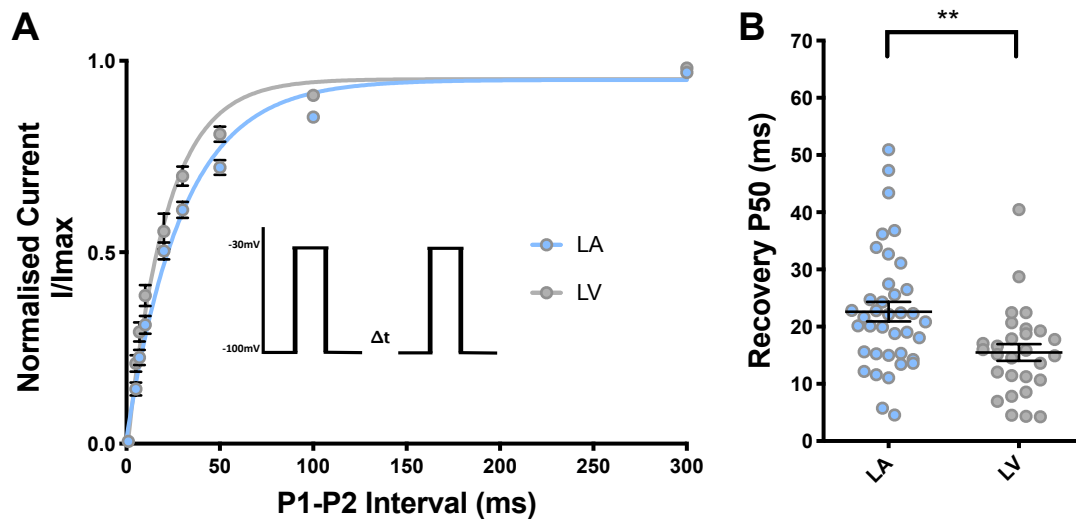 A
Normalised Current
I/Imax
1.0
0.5
0.0
0
50
100
150
200
250
300
P1-P2 Interval (ms)
-30mV
-100mV
Δt
LA
LV
B
**
Recovery P50 (ms)
70
60
50
40
30
20
10
0
LA
LV